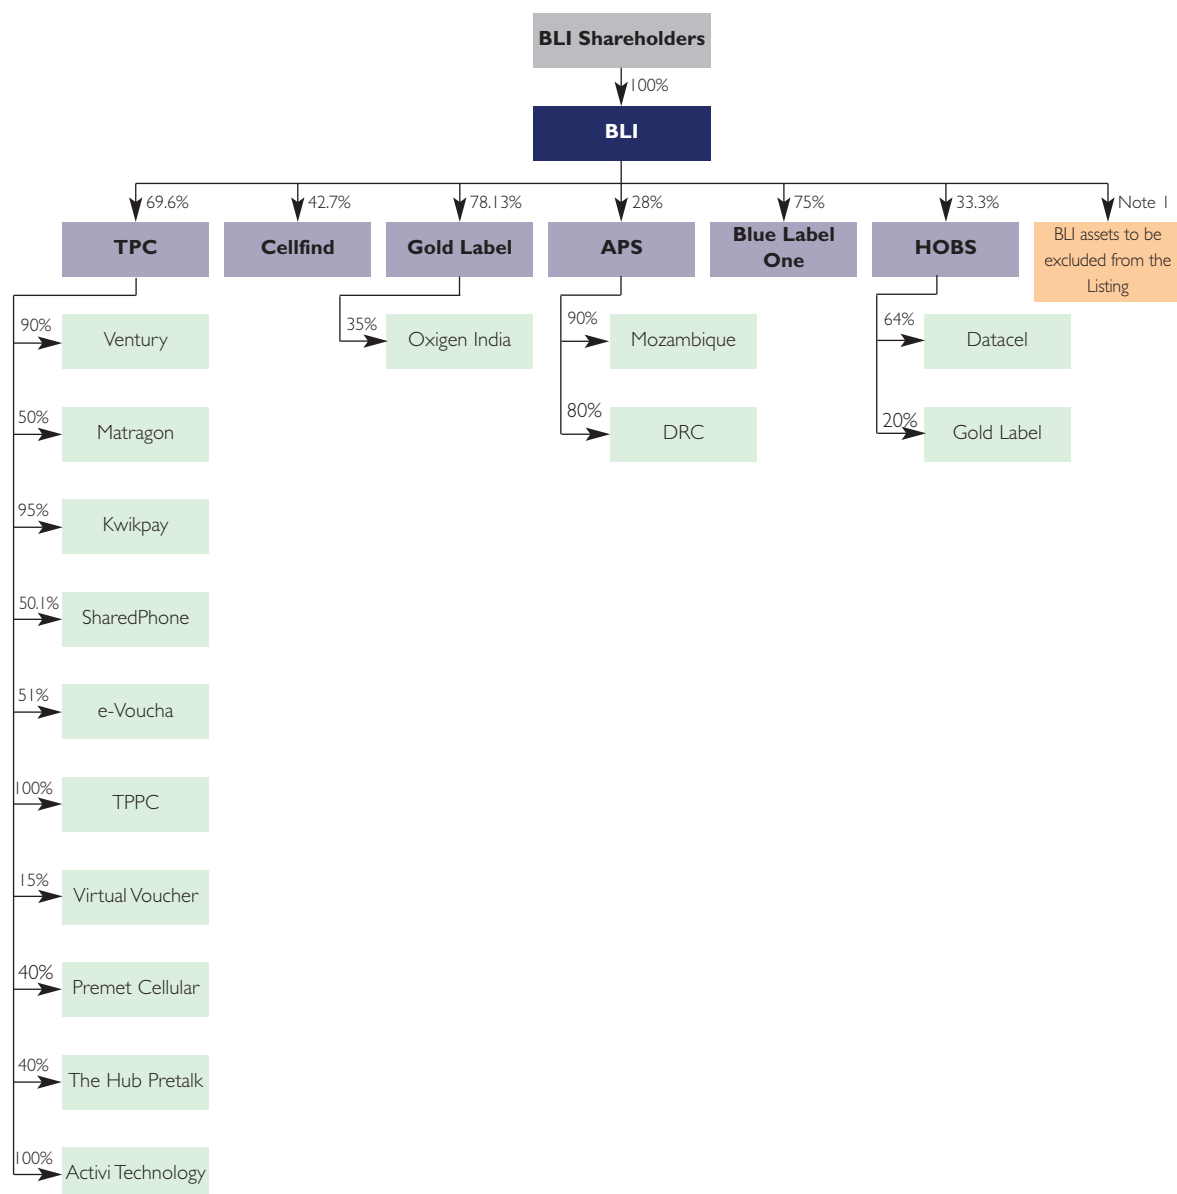 BLI Shareholders
100%
BLI
69.6%
42.7%
78.13%
28%
75%
33.3%
Note 1
TPC
Cellfind
Gold Label
APS
Blue Label
One
HOBS
BLI assets to be
excluded from the
Listing
90%
Ventury
35%
Oxigen India
90%
Mozambique
64%
Datacel
50%
Matragon
80%
DRC
20%
Gold Label
95%
Kwikpay
50.1%
SharedPhone
51%
e-Voucha
100%
TPPC
15%
Virtual Voucher
40%
Premet Cellular
40%
The Hub Pretalk
100%
Activi Technology